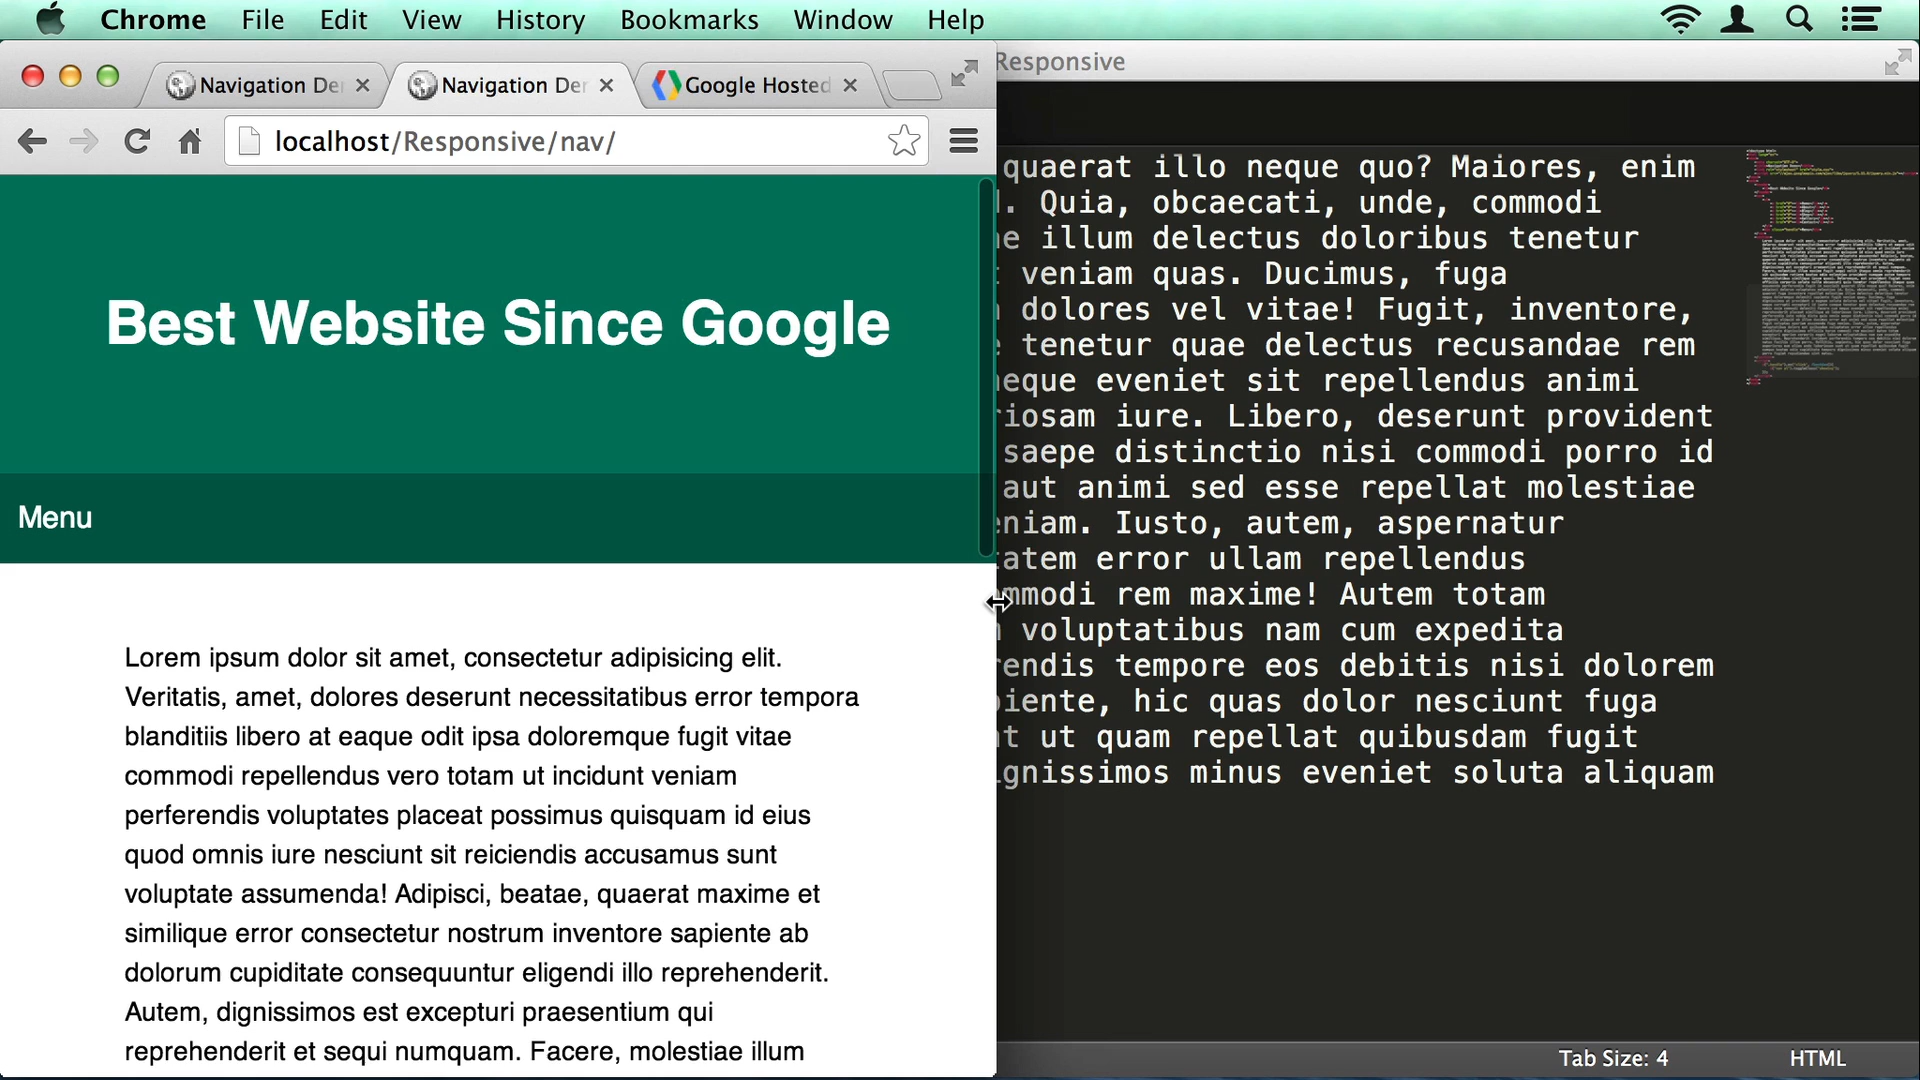 Chrome File Edit View History Bookmarks Window Help
Responsive
Navigation De
Navigation De
Google Hosted
localhost/Responsive/nav/
Best Website Since Google
Menu
Lorem ipsum dolor sit amet, consectetur adipisicing elit.
Veritatis, amet, dolores deserunt necessitatibus error tempora
blanditiis libero at eaque odit ipsa doloremque fugit vitae
commodi repellendus vero totam ut incidunt veniam
perferendis voluptates placeat possimus quisquam id eius
quod omnis iure nesciunt sit reiciendis accusamus sunt
voluptate assumenda! Adipisci, beatae, quaerat maxime et
similique error consectetur nostrum inventore sapiente ab
dolorum cupiditate consequuntur eligendi illo reprehenderit.
Autem, dignissimos est excepturi praesentium qui
reprehenderit et sequi numquam. Facere, molestiae illum
quaerat illo neque quo? Maiores, enim
. Quia, obcaecati, unde, commodi
illum delectus doloribus tenetur
veniam quas. Ducimus, fuga
dolores vel vitae! Fugit, inventore,
tenetur quae delectus recusandae rem
eque eveniet sit repellendus animi
riosam iure. Libero, deserunt provident
saepe distinctio nisi commodi porro id
aut animi sed esse repellat molestiae
eniam. Iusto, autem, aspernatur
tatem error ullam repellendus
mmodi rem maxime! Autem totam
voluptatibus nam cum expedita
rendis tempore eos debitis nisi dolorem
piente, hic quas dolor nesciunt fuga
ut quam repellat quibusdam fugit
ignissimos minus eveniet soluta aliquam
Tab Size: 4 HTML